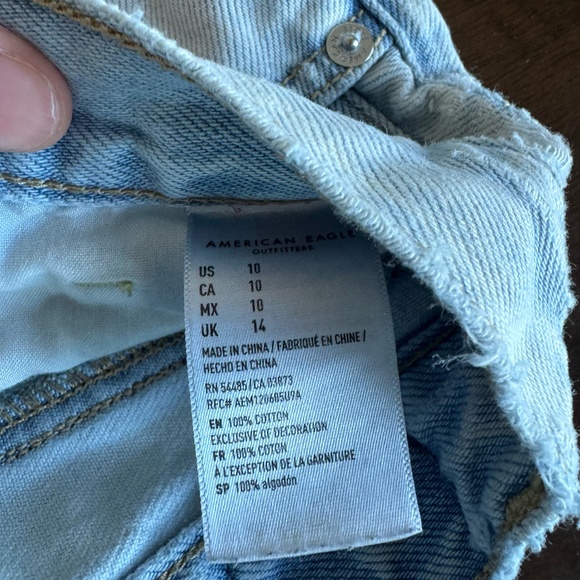 AMERICAN EAGLE
OUTFITTERS
US 10
CA 10
MX 10
UK 14
MADE IN CHINA / FABRIQUÉ EN CHINE /
HECHO EN CHINA
RN 54485 / CA 03873
RFC# AEM120605U9A
EN 100% COTTON
EXCLUSIVE OF DECORATION
FR 100% COTON
À L'EXCEPTION DE LA GARNITURE
SP 100% algodón